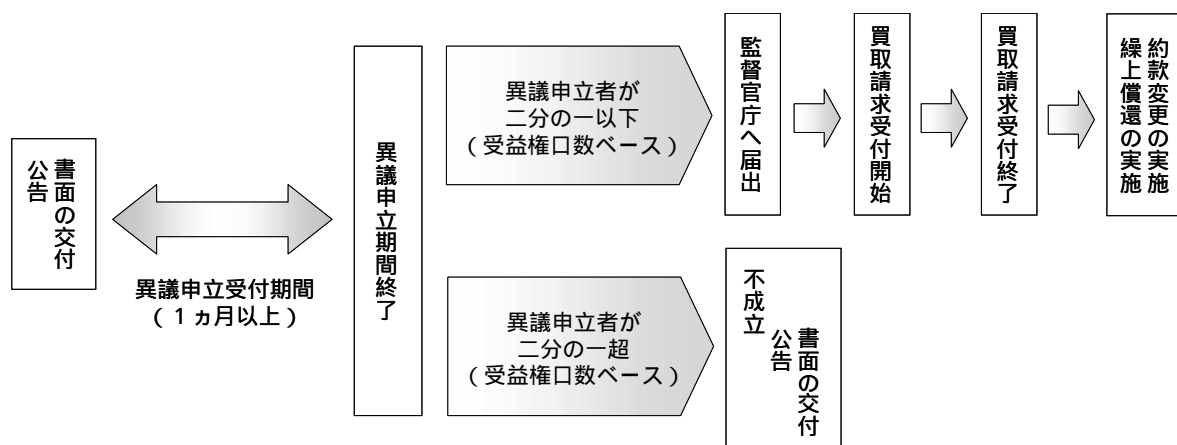 書面の交付
公告
異議申立受付期間
（１ヵ月以上）
異議申立期間終了
異議申立者が
二分の一以下
（受益権口数ベース）
監督官庁へ届出
買取請求受付開始
買取請求受付終了
約款変更の実施
繰上償還の実施
異議申立者が
二分の一超
（受益権口数ベース）
不成立
書面の交付
公告